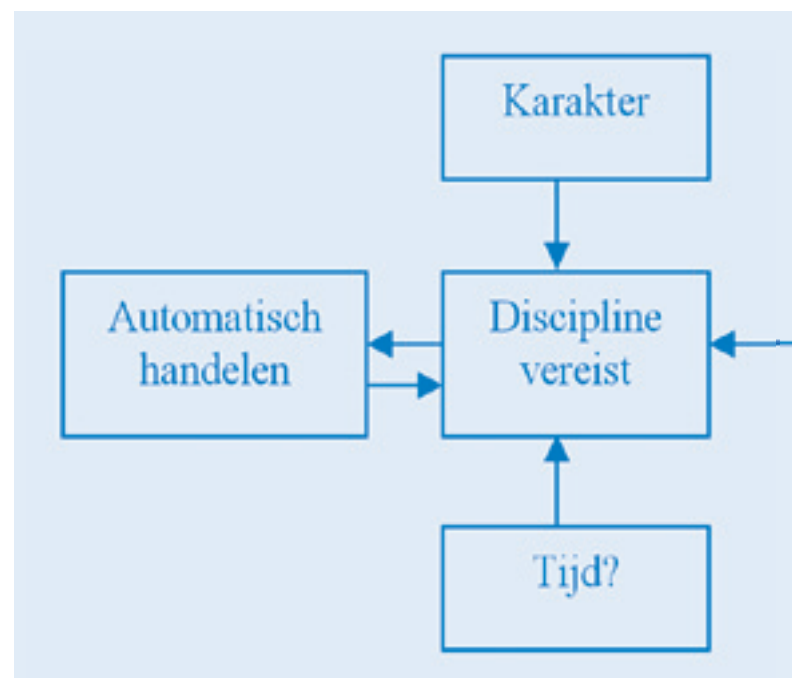 Karakter
Automatisch
handelen
Discipline
vereist
Tijd?